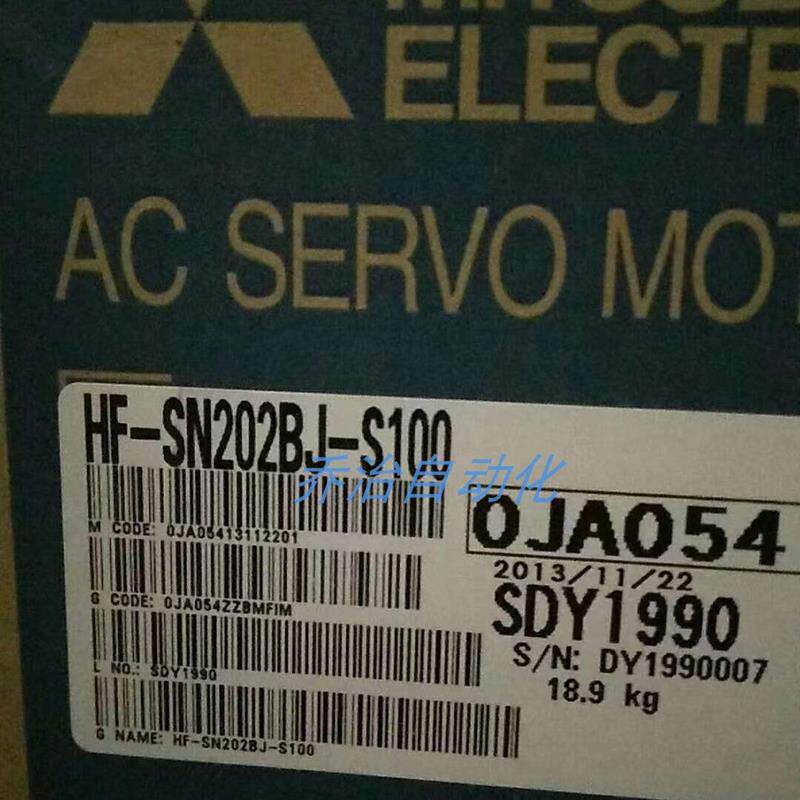 ELECTR
AC SERVO MOT
HF-SN202BJ-S100
乔治自动化
M CODE: 0JA05413112201
0JA054
2013/11/22
G CODE: 0JA054ZZBMFIM
SDY1990
S/N: DY1990007
L NO.: SDY1990
18.9 kg
G NAME: HF-SN202BJ-S100